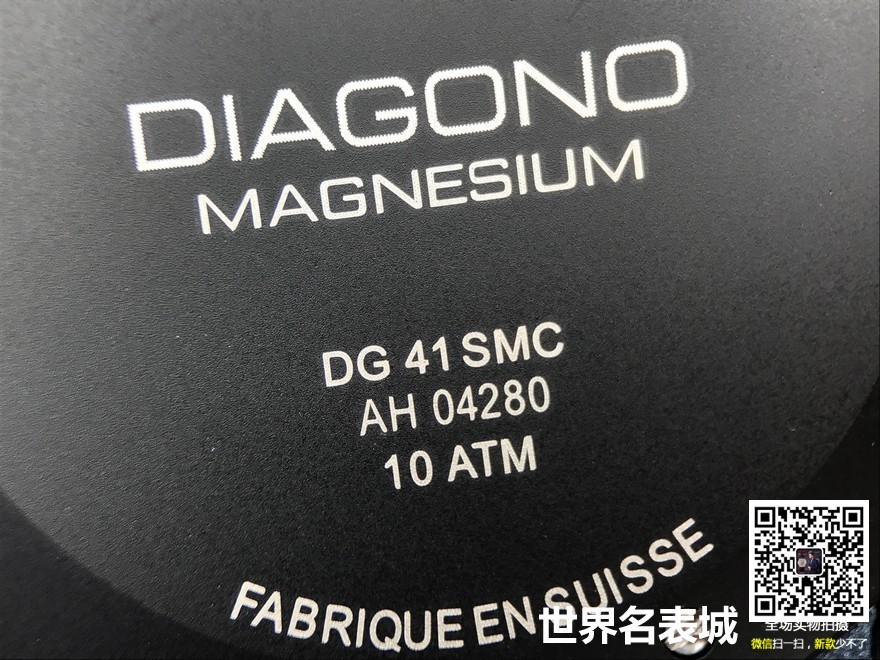 DIAGONO
MAGNESIUM
DG 41 SMC
AH 04280
10 ATM
FABRIQUE EN SUISSE
世界名表城
全场实物拍摄
微信扫一扫，新款少不了